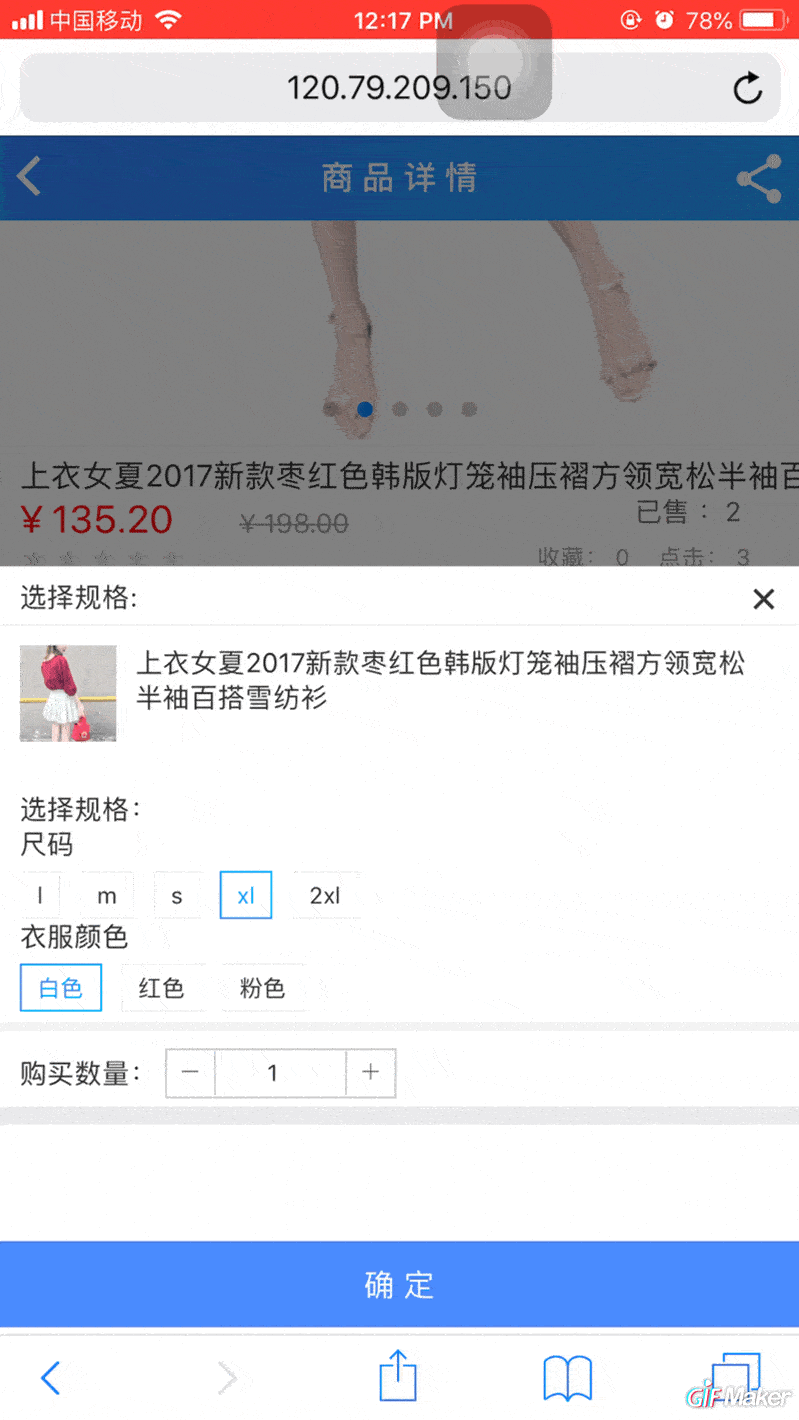 中国移动 12:17 PM 78%
120.79.209.150
商品详情
上衣女夏2017新款枣红色韩版灯笼袖压褶方领宽松半袖百
¥ 135.20 ¥ 198.00 已售 : 2
收藏: 0 点击: 3
选择规格:
上衣女夏2017新款枣红色韩版灯笼袖压褶方领宽松
半袖百搭雪纺衫
选择规格:
尺码
l m s xl 2xl
衣服颜色
白色 红色 粉色
购买数量: － 1 +
确定
GiF Maker